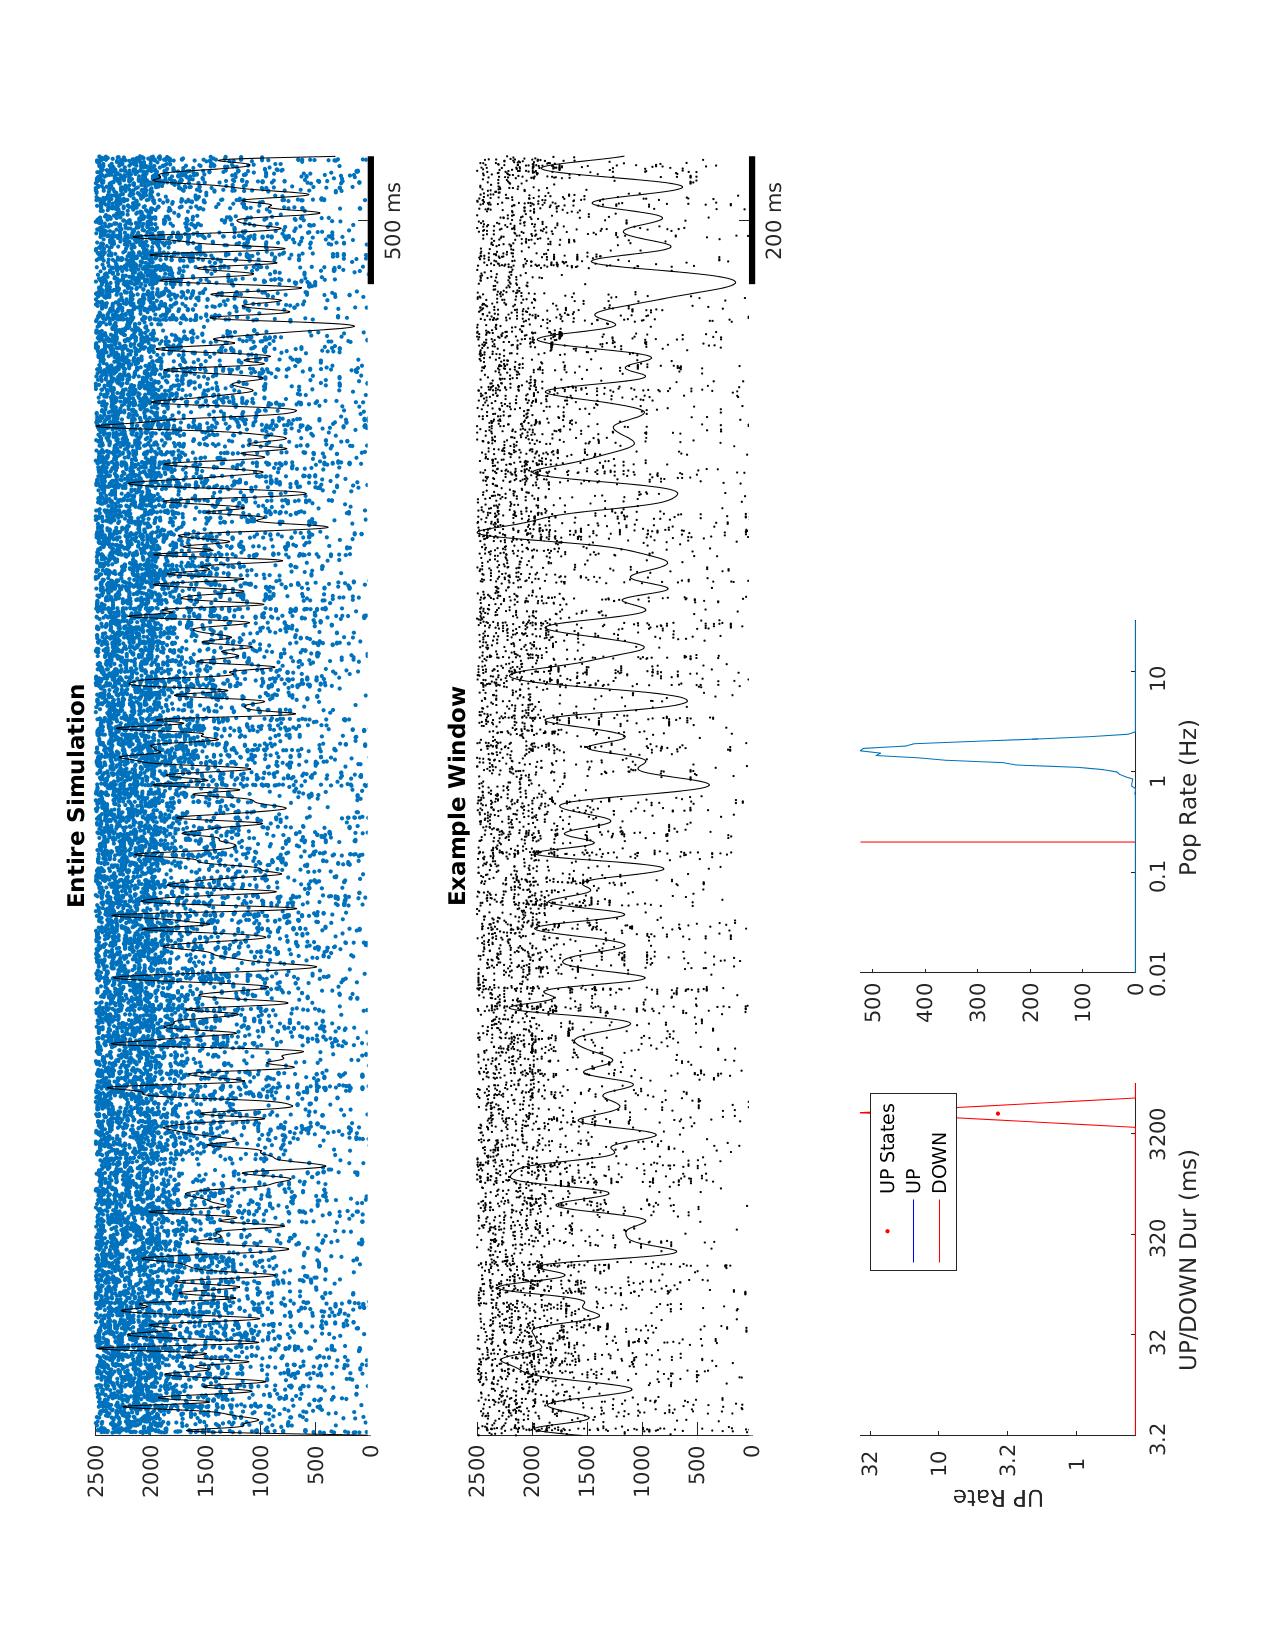 Entire Simulation
2500
2000
1500
1000
500
0
500 ms
Example Window
2500
2000
1500
1000
500
0
200 ms
UP Rate
32
10
3.2
1
UP States
UP
DOWN
3.2 32 320 3200
UP/DOWN Dur (ms)
500
400
300
200
100
0
0.01 0.1 1 10
Pop Rate (Hz)